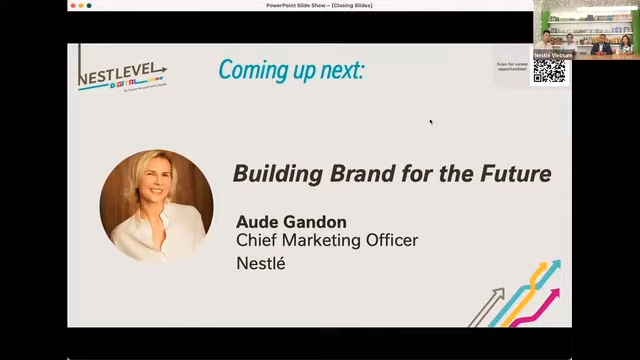 PowerPoint Slide Show – [Closing Slides]
NESTLEVEL
DIGITAL
Coming up next:
Scan for career
opportunities!
Nestlé Vietnam
Building Brand for the Future
Aude Gandon
Chief Marketing Officer
Nestlé